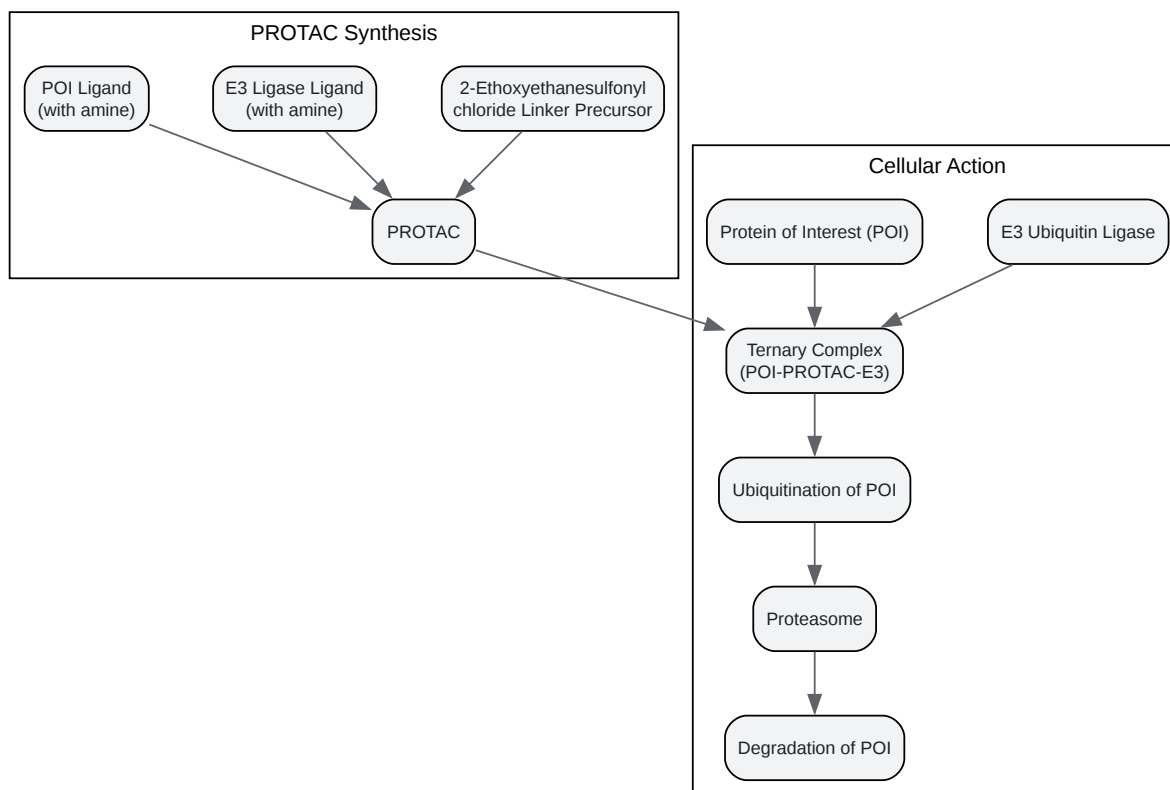 PROTAC Synthesis
POI Ligand
(with amine)
E3 Ligase Ligand
(with amine)
2-Ethoxyethanesulfonyl
chloride Linker Precursor
PROTAC
Cellular Action
Protein of Interest (POI)
E3 Ubiquitin Ligase
Ternary Complex
(POI-PROTAC-E3)
Ubiquitination of POI
Proteasome
Degradation of POI